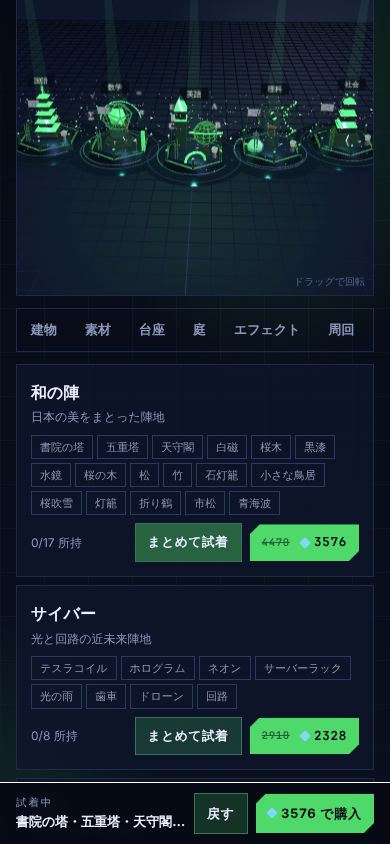 国語
数学
英語
理科
社会
ドラッグで回転
建物 素材 台座 庭 エフェクト 周回
和の陣
日本の美をまとった陣地
書院の塔 五重塔 天守閣 白磁 桜木 黒漆
水鏡 桜の木 松 竹 石灯籠 小さな鳥居
桜吹雪 灯籠 折り鶴 市松 青海波
0/17 所持 まとめて試着 4470 3576
サイバー
光と回路の近未来陣地
テスラコイル ホログラム ネオン サーバーラック
光の雨 歯車 ドローン 回路
0/8 所持 まとめて試着 2910 2328
試着中
書院の塔・五重塔・天守閣… 戻す 3576 で購入